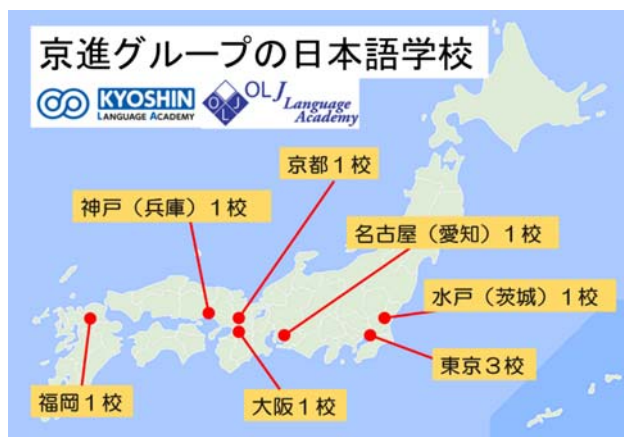 京進グループの日本語学校
KYOSHIN
LANGUAGE ACADEMY
OLJ
OLJ Language
Academy
京都1校
神戸（兵庫）1校
名古屋（愛知）1校
水戸（茨城）1校
東京3校
大阪1校
福岡1校